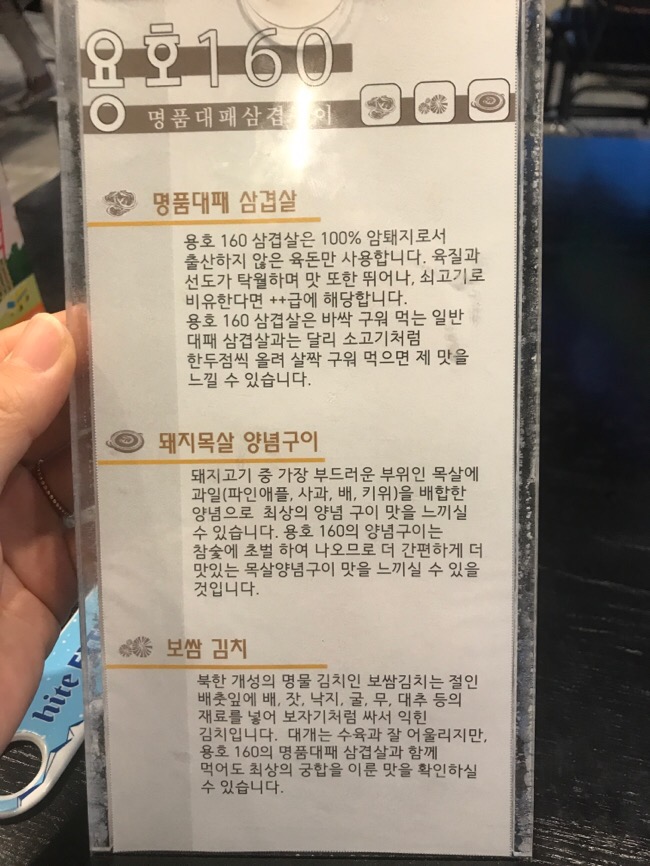 용호160
명품대패삼겹
명품대패 삼겹살
용호 160 삼겹살은 100% 암퇘지로서
출산하지 않은 육돈만 사용합니다. 육질과
선도가 탁월하며 맛 또한 뛰어나, 쇠고기로
비유한다면 ++급에 해당합니다.
용호 160 삼겹살은 바싹 구워 먹는 일반
대패 삼겹살과는 달리 소고기처럼
한두점씩 올려 살짝 구워 먹으면 제 맛을
느낄 수 있습니다.
돼지목살 양념구이
돼지고기 중 가장 부드러운 부위인 목살에
과일(파인애플, 사과, 배, 키위)을 배합한
양념으로 최상의 양념 구이 맛을 느끼실
수 있습니다. 용호 160의 양념구이는
참숯에 초벌 하여 나오므로 더 간편하게 더
맛있는 목살양념구이 맛을 느끼실 수 있을
것입니다.
보쌈 김치
북한 개성의 명물 김치인 보쌈김치는 절인
배춧잎에 배, 잣, 낙지, 굴, 무, 대추 등의
재료를 넣어 보자기처럼 싸서 익힌
김치입니다. 대개는 수육과 잘 어울리지만,
용호 160의 명품대패 삼겹살과 함께
먹어도 최상의 궁합을 이룬 맛을 확인하실
수 있습니다.
hite